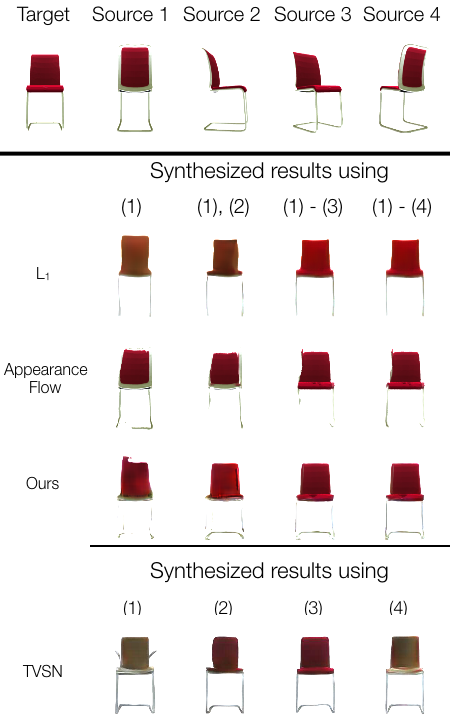 Target Source 1 Source 2 Source 3 Source 4
Synthesized results using
(1) (1), (2) (1) - (3) (1) - (4)
L1
Appearance
Flow
Ours
Synthesized results using
(1) (2) (3) (4)
TVSN